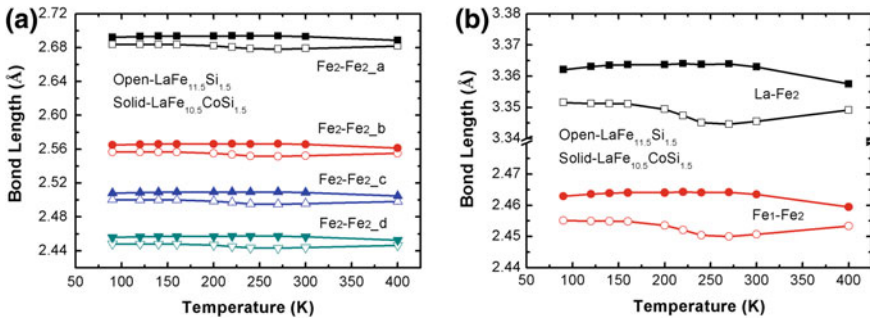 (a)
Bond Length (Å)
2.72
2.68
2.64
2.60
2.56
2.52
2.48
2.44
Fe2-Fe2_a
Open-LaFe11.5Si1.5
Solid-LaFe10.5CoSi1.5
Fe2-Fe2_b
Fe2-Fe2_c
Fe2-Fe2_d
50 100 150 200 250 300 350 400
Temperature (K)
(b)
Bond Length (Å)
3.38
3.37
3.36
3.35
3.34
2.47
2.46
2.45
2.44
La-Fe2
Open-LaFe11.5Si1.5
Solid-LaFe10.5CoSi1.5
Fe1-Fe2
50 100 150 200 250 300 350 400
Temperature (K)